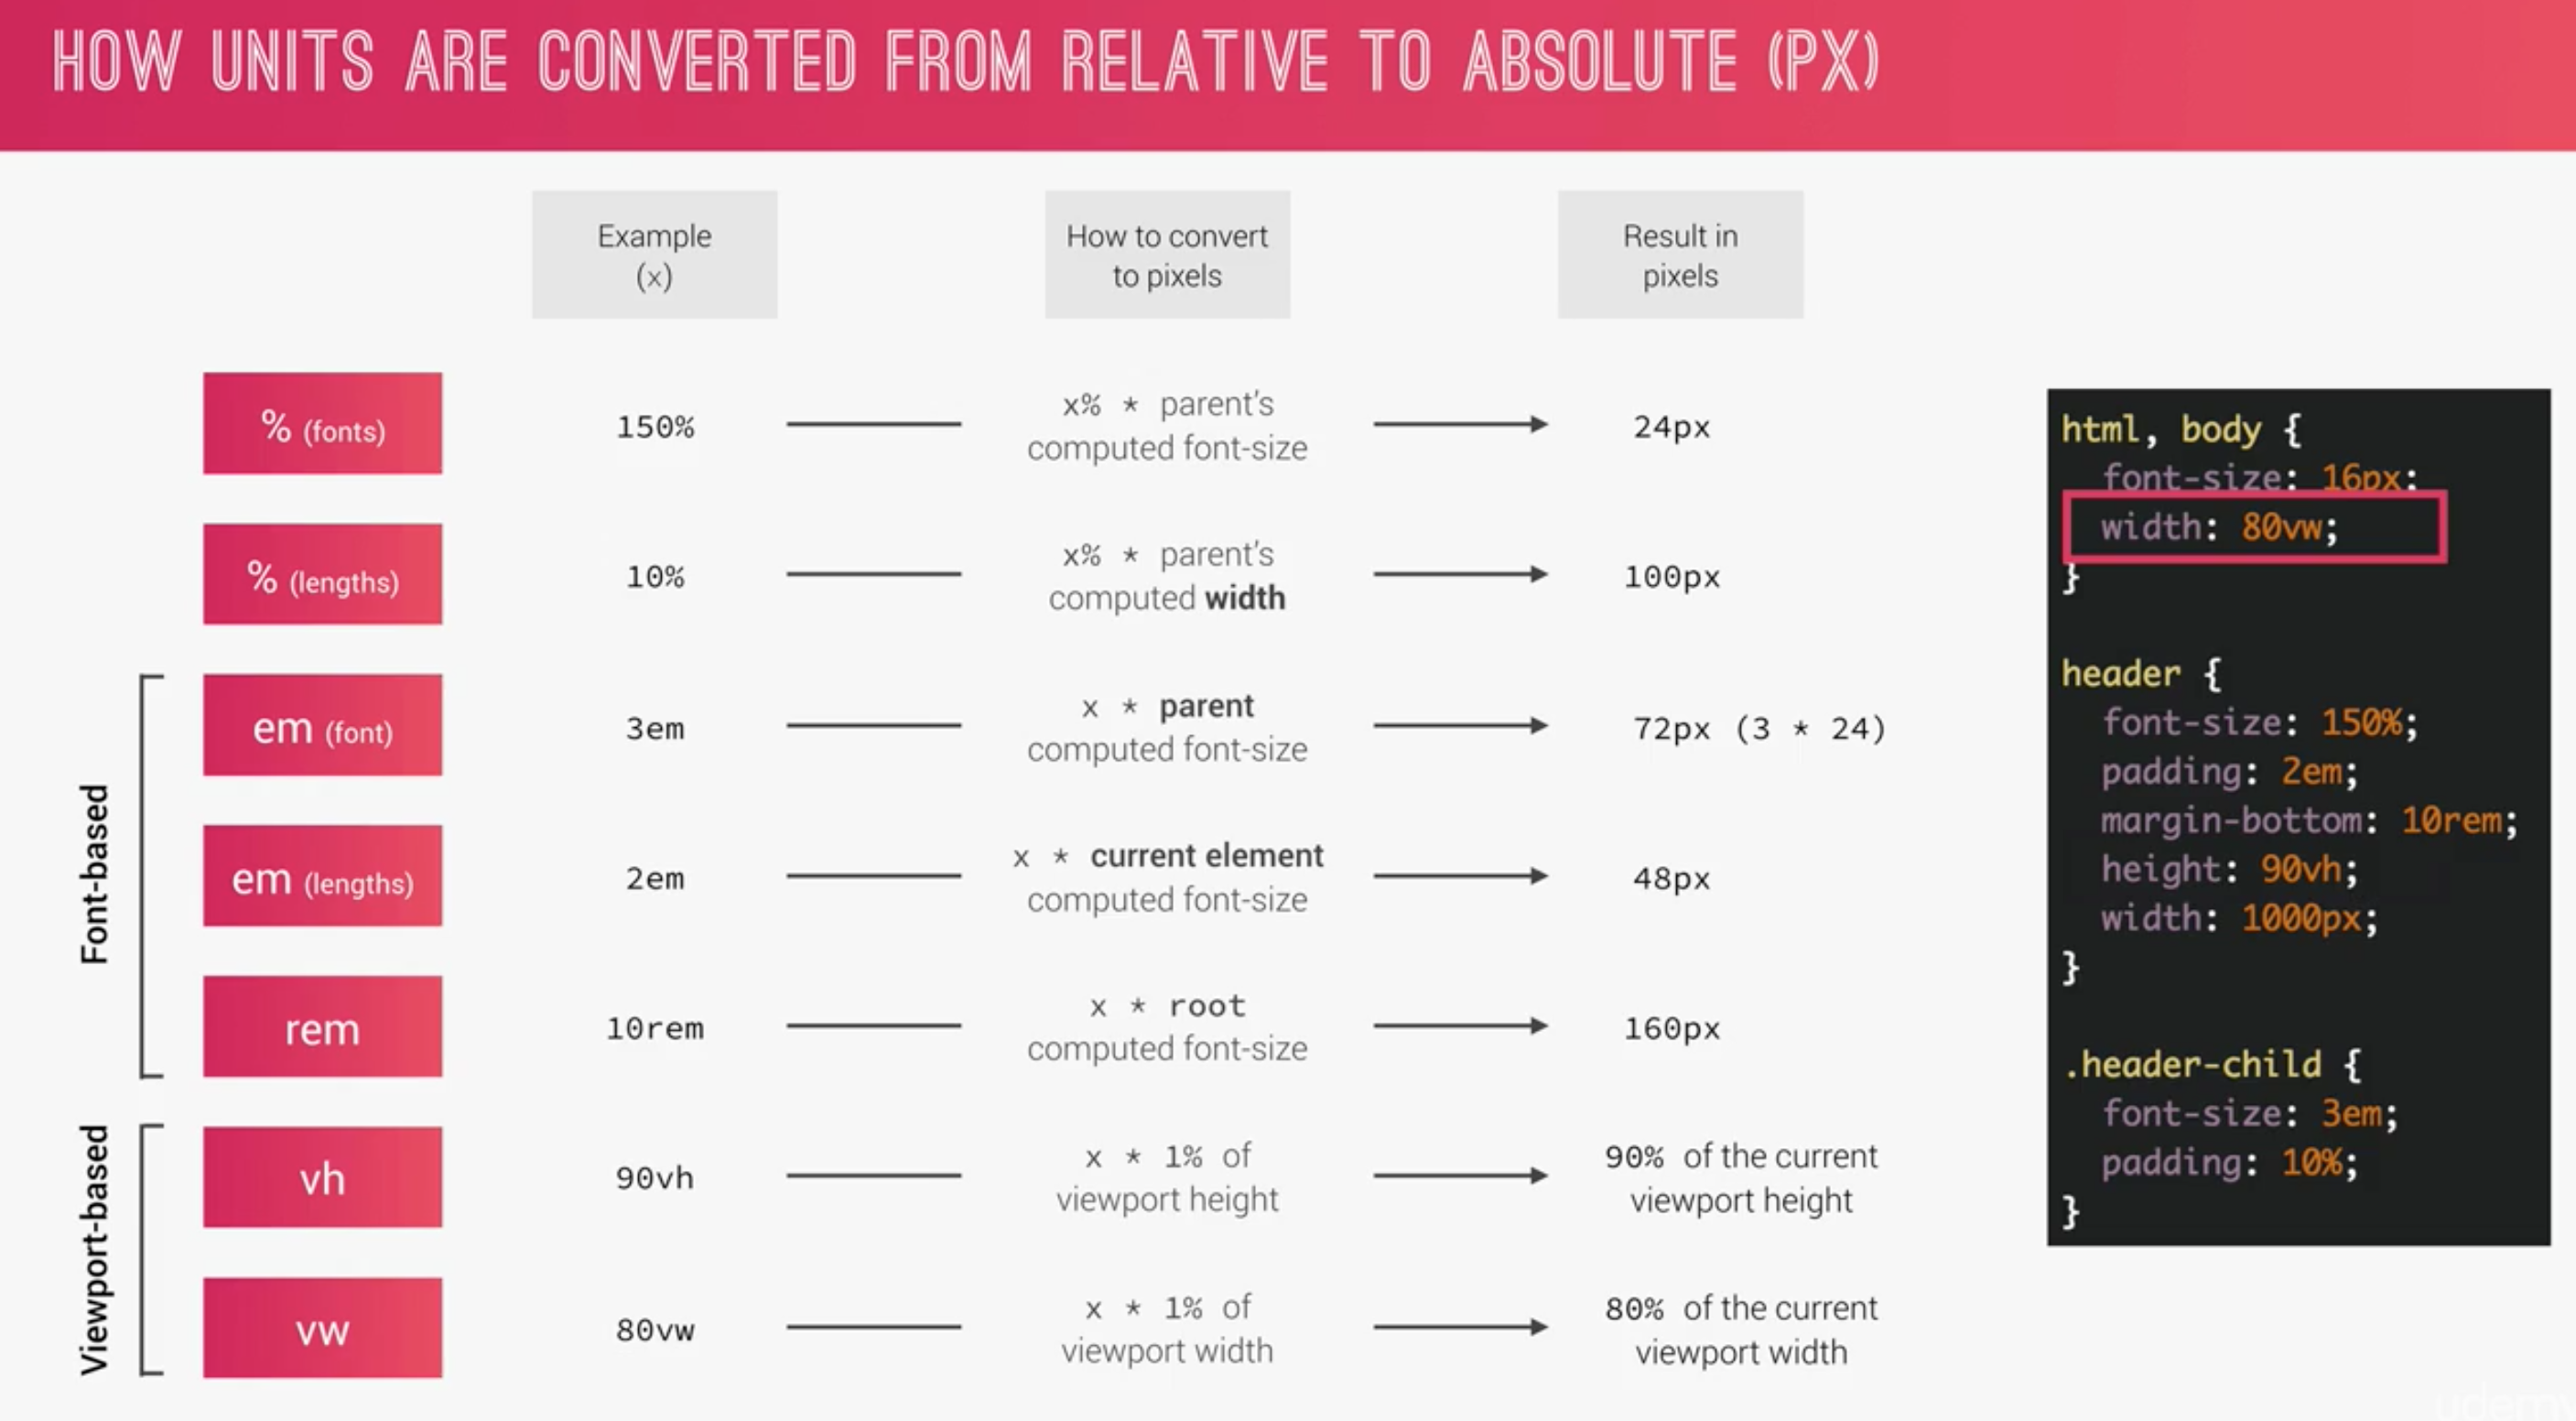 HOW UNITS ARE CONVERTED FROM RELATIVE TO ABSOLUTE (PX)
Example
(x)
How to convert
to pixels
Result in
pixels
% (fonts)
150%
x% * parent's
computed font-size
24px
% (lengths)
10%
x% * parent's
computed width
100px
Font-based
em (font)
3em
x * parent
computed font-size
72px (3 * 24)
em (lengths)
2em
x * current element
computed font-size
48px
rem
10rem
x * root
computed font-size
160px
Viewport-based
vh
90vh
x * 1% of
viewport height
90% of the current
viewport height
vw
80vw
x * 1% of
viewport width
80% of the current
viewport width
html, body {
font-size: 16px;
width: 80vw;
}
header {
font-size: 150%;
padding: 2em;
margin-bottom: 10rem;
height: 90vh;
width: 1000px;
}
.header-child {
font-size: 3em;
padding: 10%;
}